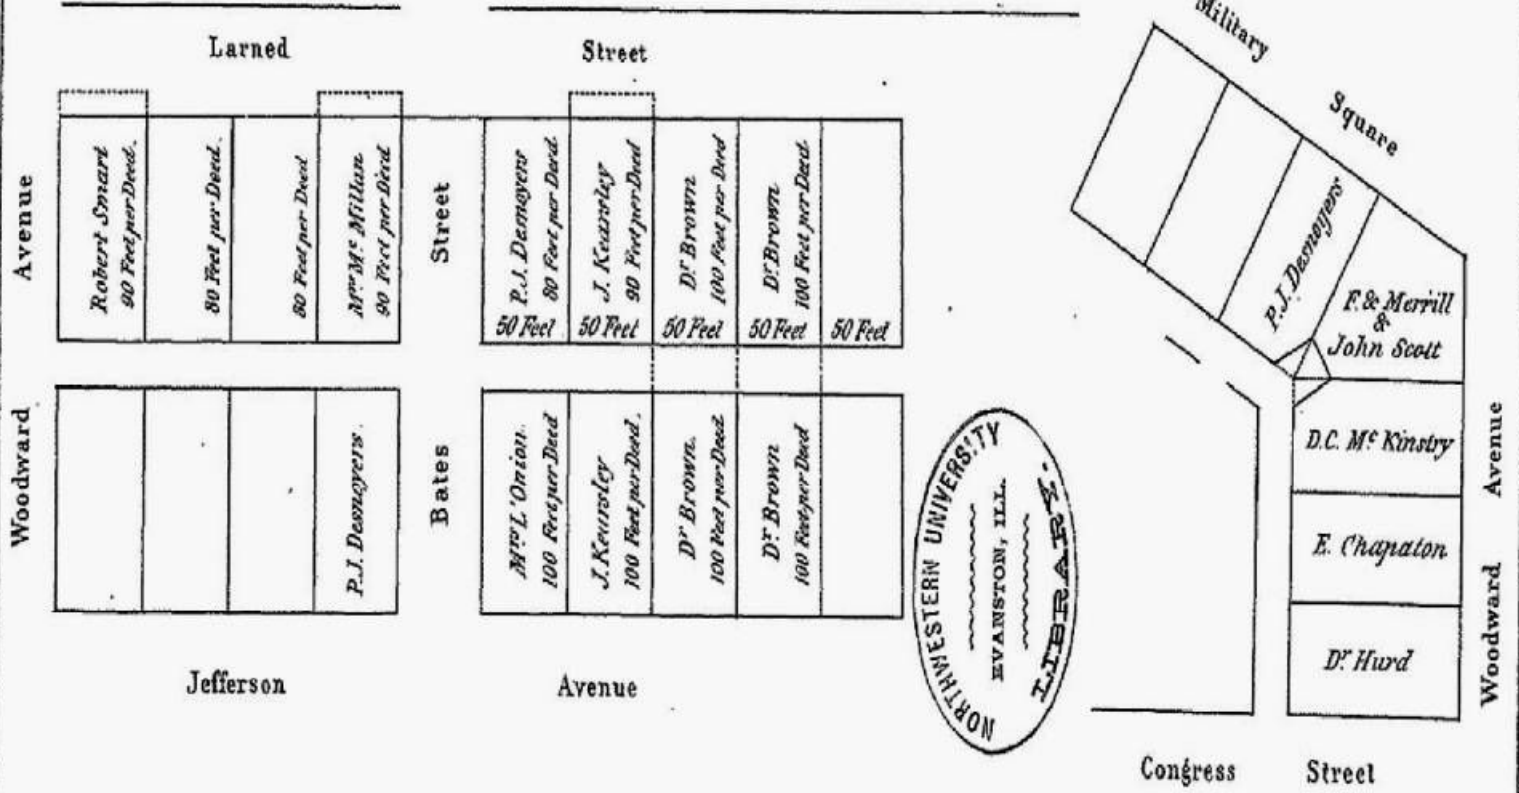 Larned Street
Avenue
Robert Smart
90 Feet per Deed.
80 Feet per Deed.
80 Feet per Deed
Mrs. Mc Millan
90 Feet per Deed
Street
P.J. Desnoyers
80 Feet per Deed.
50 Feet
J. Kearsley
90 Feet per Deed
50 Feet
Dr Brown
100 Feet per Deed
50 Feet
Dr. Brown
100 Feet per Deed.
50 Feet
50 Feet
Woodward
P.J. Desnoyers.
Bates
Mrs L'Onion.
100 Feet per Deed
J. Kearsley
100 Feet per Deed.
Dr Brown.
100 Feet per Deed.
Dr. Brown
100 Feet per Deed
Jefferson Avenue
NORTHWESTERN UNIVERSITY
EVANSTON, ILL.
LIBRARY
Military
Square
P.J. Desnoyers
F. & Merrill
&
John Scott
D.C. Mc Kinstry
E. Chapaton
Dr Hurd
Avenue
Woodward
Congress Street